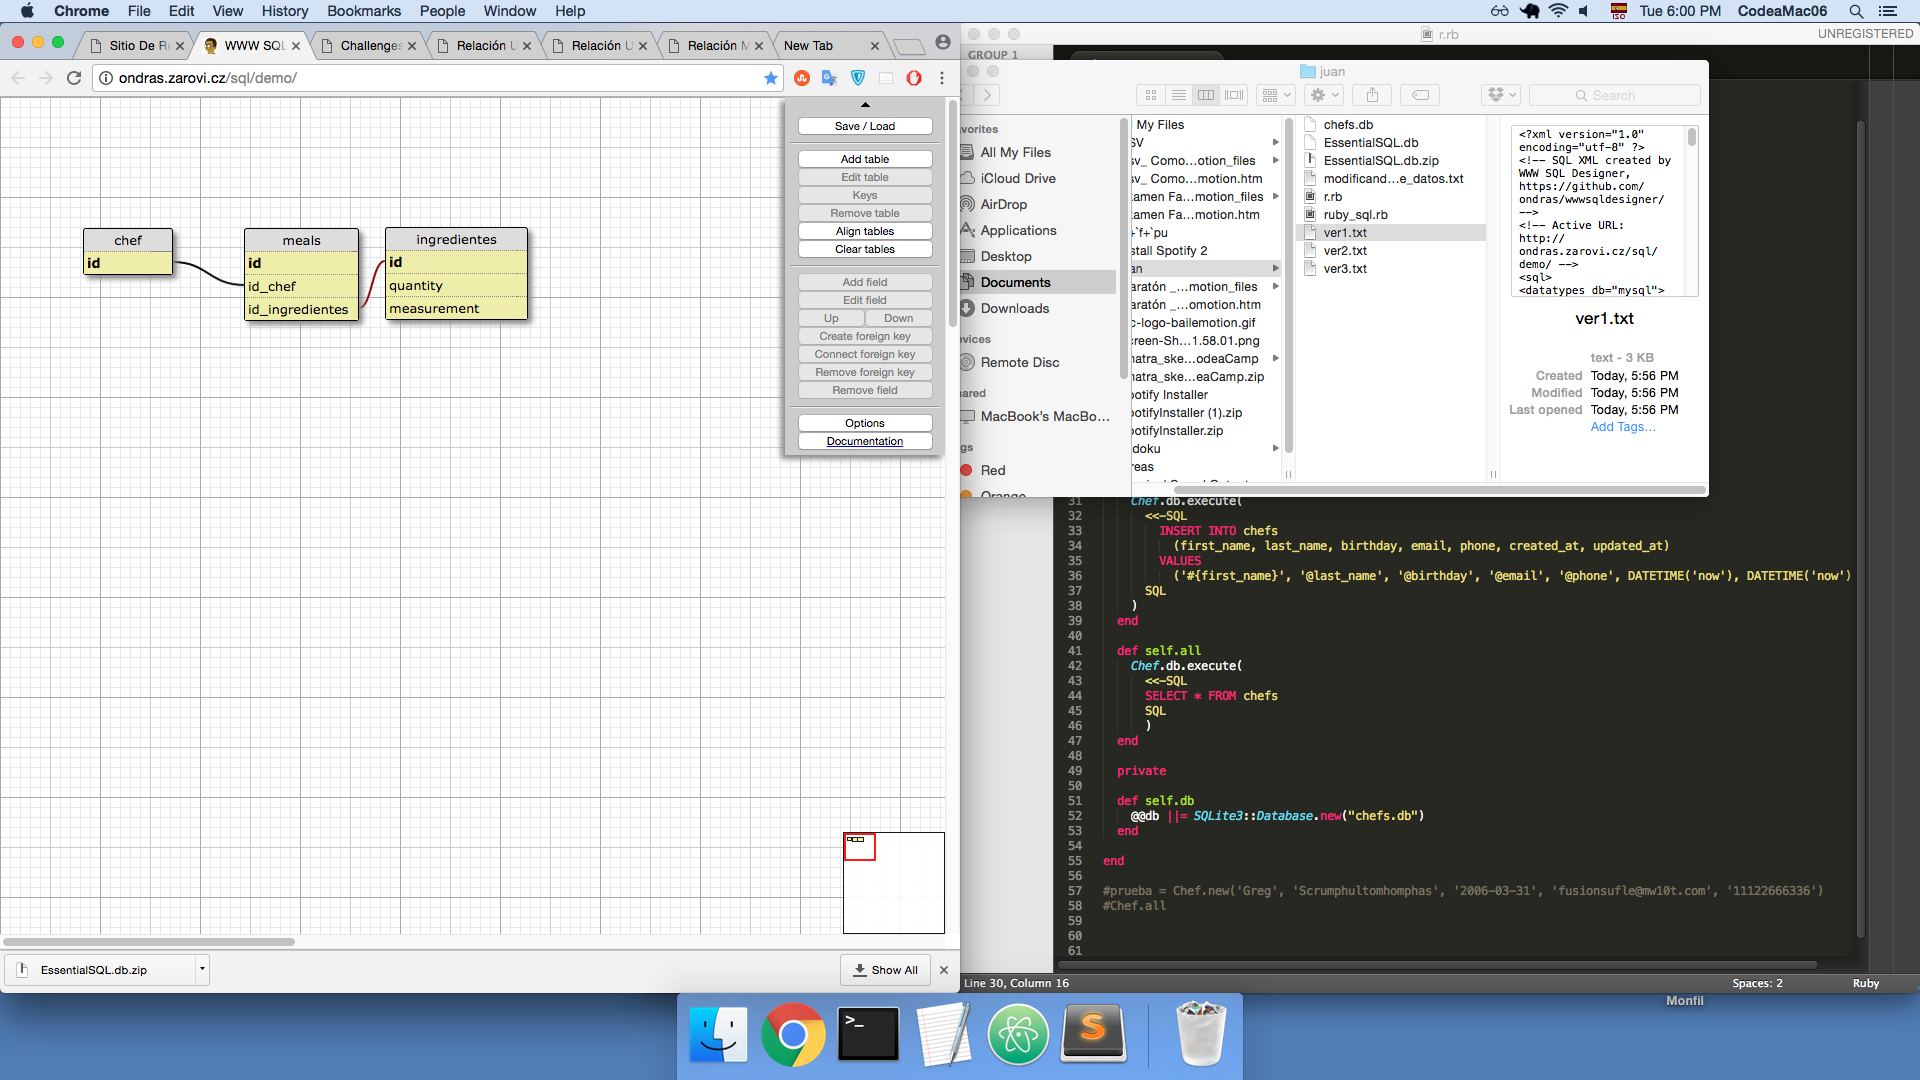 Chrome File Edit View History Bookmarks People Window Help
ISO Tue 6:00 PM CodeaMac06
Sitio De R
WWW SQL
Challenges
Relación U
Relación U
Relación M
New Tab
ondras.zarovi.cz/sql/demo/
Save / Load
Add table
Edit table
Keys
Remove table
Align tables
Clear tables
Add field
Edit field
Up Down
Create foreign key
Connect foreign key
Remove foreign key
Remove field
Options
Documentation
chef
id
meals
id
id_chef
id_ingredientes
ingredientes
id
quantity
measurement
EssentialSQL.db.zip
Show All
r.rb
UNREGISTERED
GROUP 1
juan
Search
vorites
All My Files
iCloud Drive
AirDrop
Applications
Desktop
Documents
Downloads
evices
Remote Disc
ared
MacBook's MacBo...
gs
Red
Orange
My Files
SV
sv_ Como...otion_files
sv_ Como...motion.htm
kamen Fa...motion_files
kamen Fa...motion.htm
+`f+`pu
stall Spotify 2
an
aratón _...motion_files
aratón _...omotion.htm
c-logo-bailemotion.gif
creen-Sh...1.58.01.png
natra_ske...odeaCamp
natra_ske...eaCamp.zip
potify Installer
potifyInstaller (1).zip
potifyInstaller.zip
doku
reas
chefs.db
EssentialSQL.db
EssentialSQL.db.zip
modificand...e_datos.txt
r.rb
ruby_sql.rb
ver1.txt
ver2.txt
ver3.txt
<?xml version="1.0"
encoding="utf-8" ?>
<!-- SQL XML created by
WWW SQL Designer,
https://github.com/
ondras/wwwsqldesigner/
-->
<!-- Active URL:
http://
ondras.zarovi.cz/sql/
demo/ -->
<sql>
<datatypes db="mysql">
ver1.txt
text - 3 KB
Created Today, 5:56 PM
Modified Today, 5:56 PM
Last opened Today, 5:56 PM
Add Tags...
31 Chef.db.execute(
32 <<-SQL
33 INSERT INTO chefs
34 (first_name, last_name, birthday, email, phone, created_at, updated_at)
35 VALUES
36 ('#{first_name}', '@last_name', '@birthday', '@email', '@phone', DATETIME('now'), DATETIME('now')
37 SQL
38 )
39 end
40
41 def self.all
42 Chef.db.execute(
43 <<-SQL
44 SELECT * FROM chefs
45 SQL
46 )
47 end
48
49 private
50
51 def self.db
52 @@db ||= SQLite3::Database.new("chefs.db")
53 end
54
55 end
56
57 #prueba = Chef.new('Greg', 'Scrumphultomhomphas', '2006-03-31', 'fusionsufle@mw10t.com', '11122666336')
58 #Chef.all
59
60
61
Line 30, Column 16
Spaces: 2
Ruby
Monfil